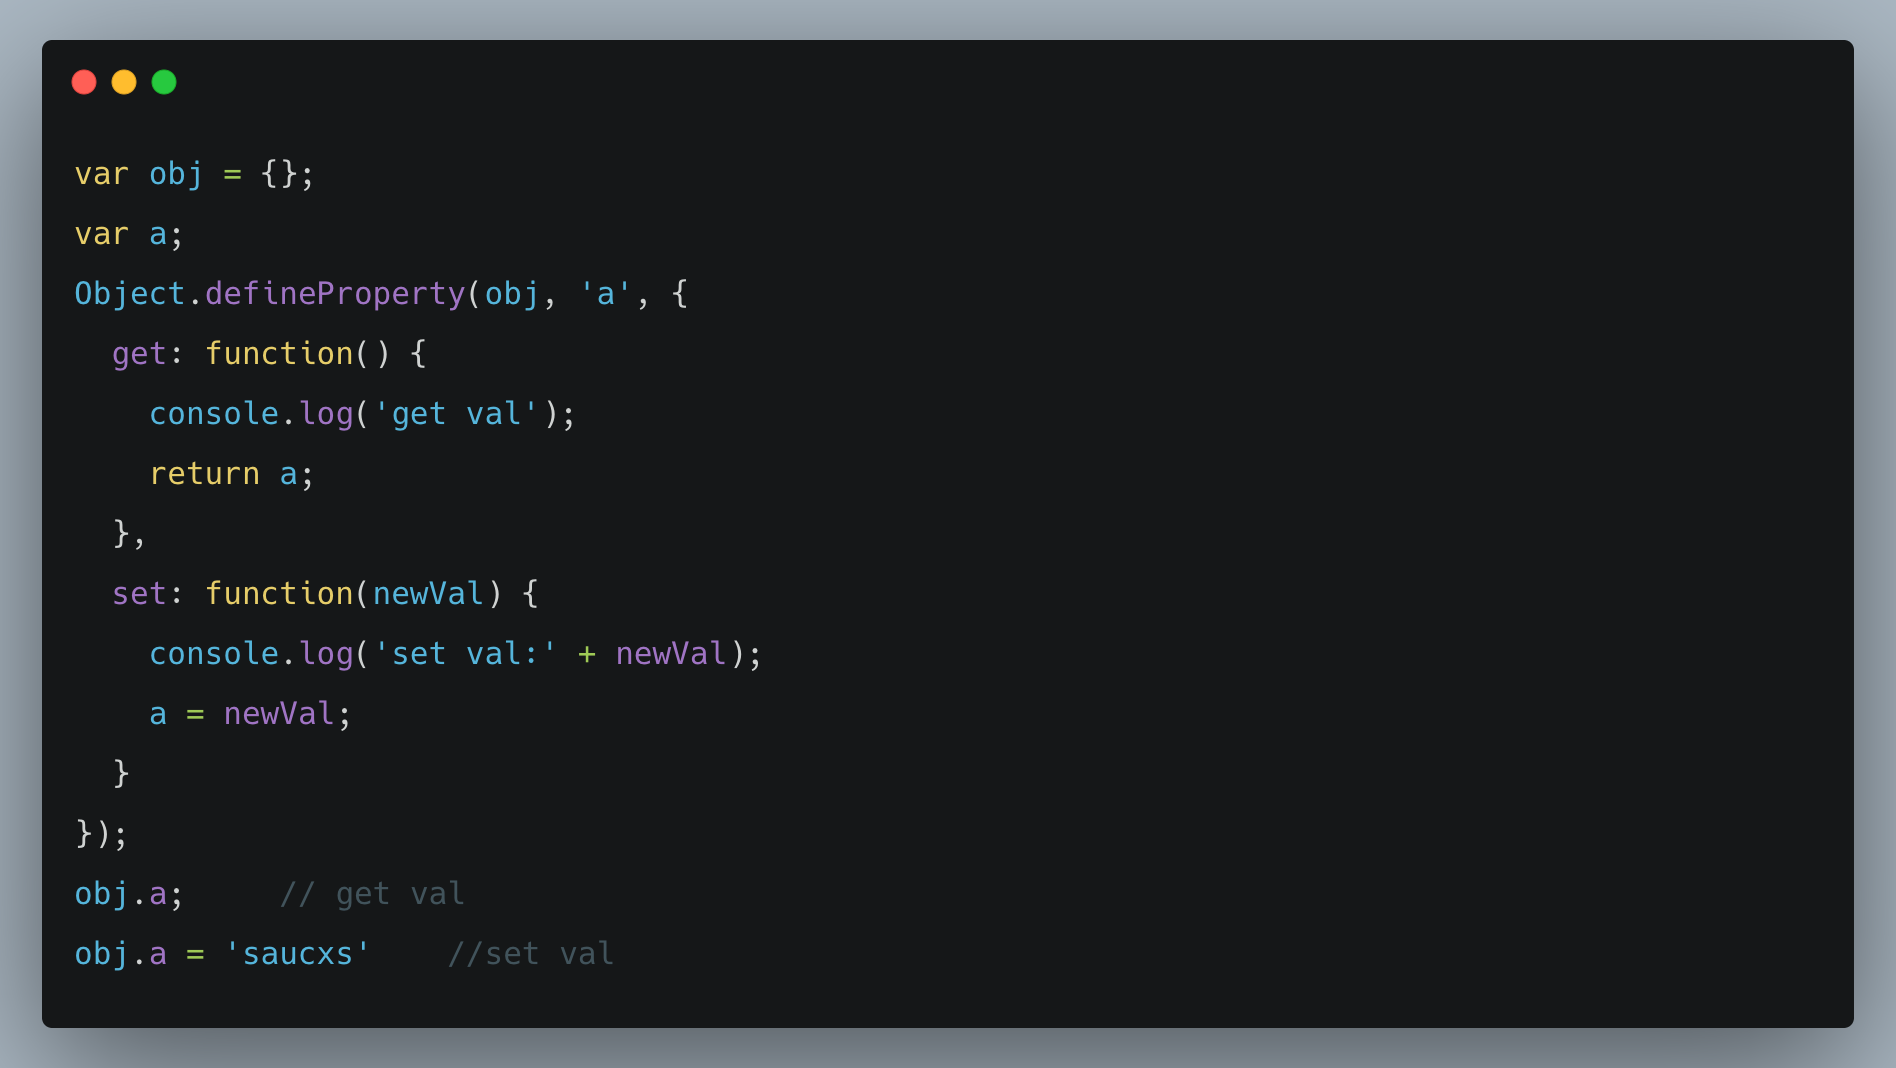 var obj = {};
var a;
Object.defineProperty(obj, 'a', {
  get: function() {
    console.log('get val');
    return a;
  },
  set: function(newVal) {
    console.log('set val:' + newVal);
    a = newVal;
  }
});
obj.a;     // get val
obj.a = 'saucxs'    //set val